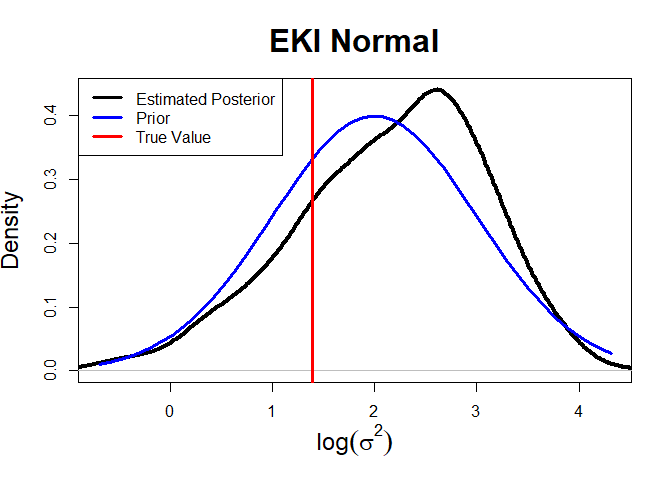 EKI Normal
Estimated Posterior
Prior
True Value
Density
0.0
0.1
0.2
0.3
0.4
0 1 2 3 4
log(σ²)